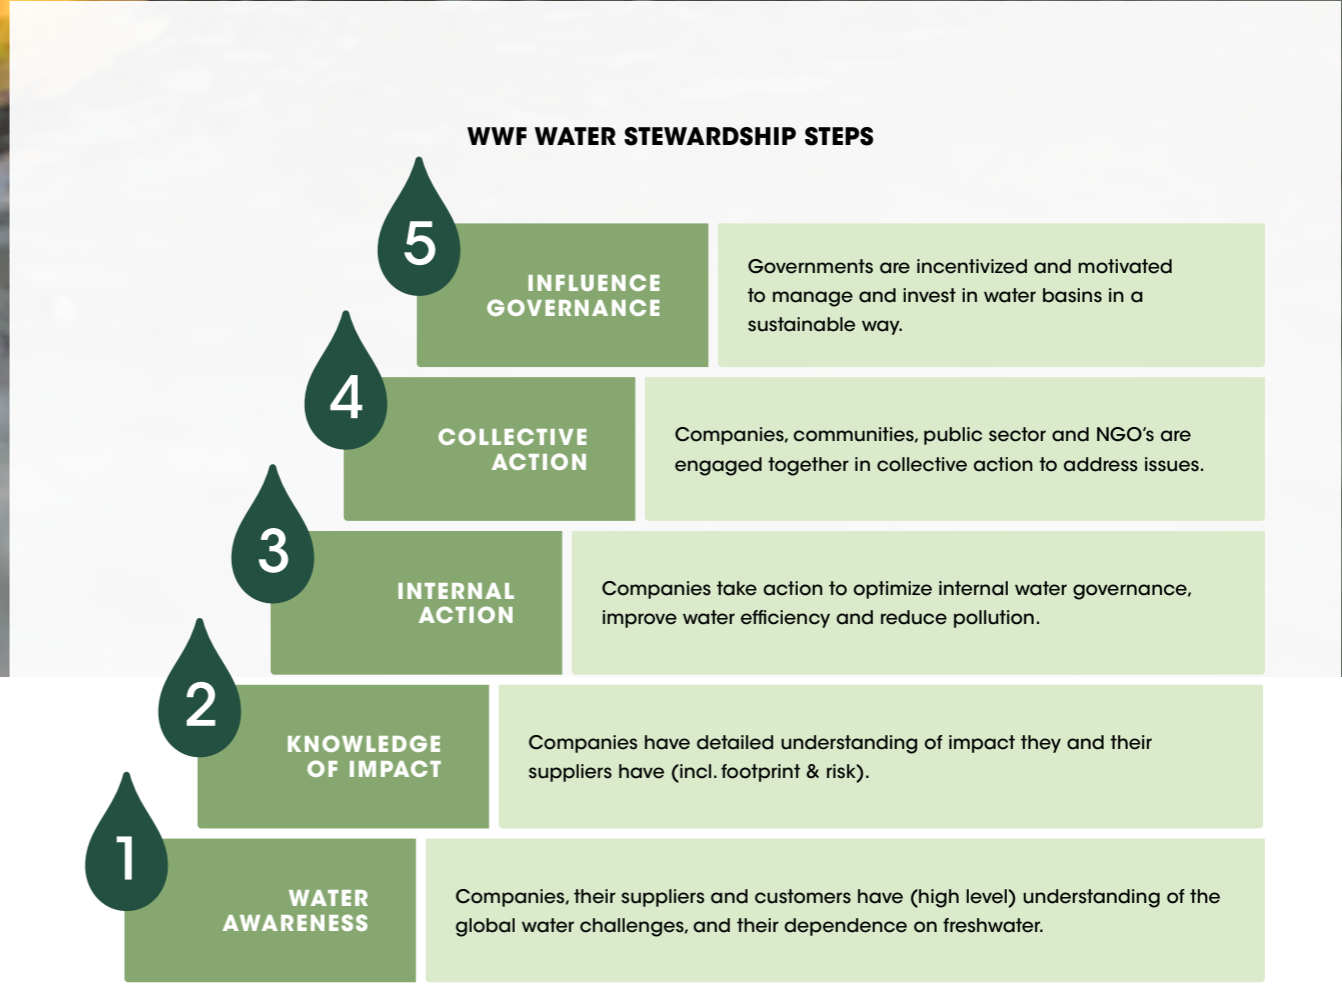 WWF WATER STEWARDSHIP STEPS
5
INFLUENCE
GOVERNANCE
Governments are incentivized and motivated
to manage and invest in water basins in a
sustainable way.
4
COLLECTIVE
ACTION
Companies, communities, public sector and NGO's are
engaged together in collective action to address issues.
3
INTERNAL
ACTION
Companies take action to optimize internal water governance,
improve water efficiency and reduce pollution.
2
KNOWLEDGE
OF IMPACT
Companies have detailed understanding of impact they and their
suppliers have (incl. footprint & risk).
1
WATER
AWARENESS
Companies, their suppliers and customers have (high level) understanding of the
global water challenges, and their dependence on freshwater.